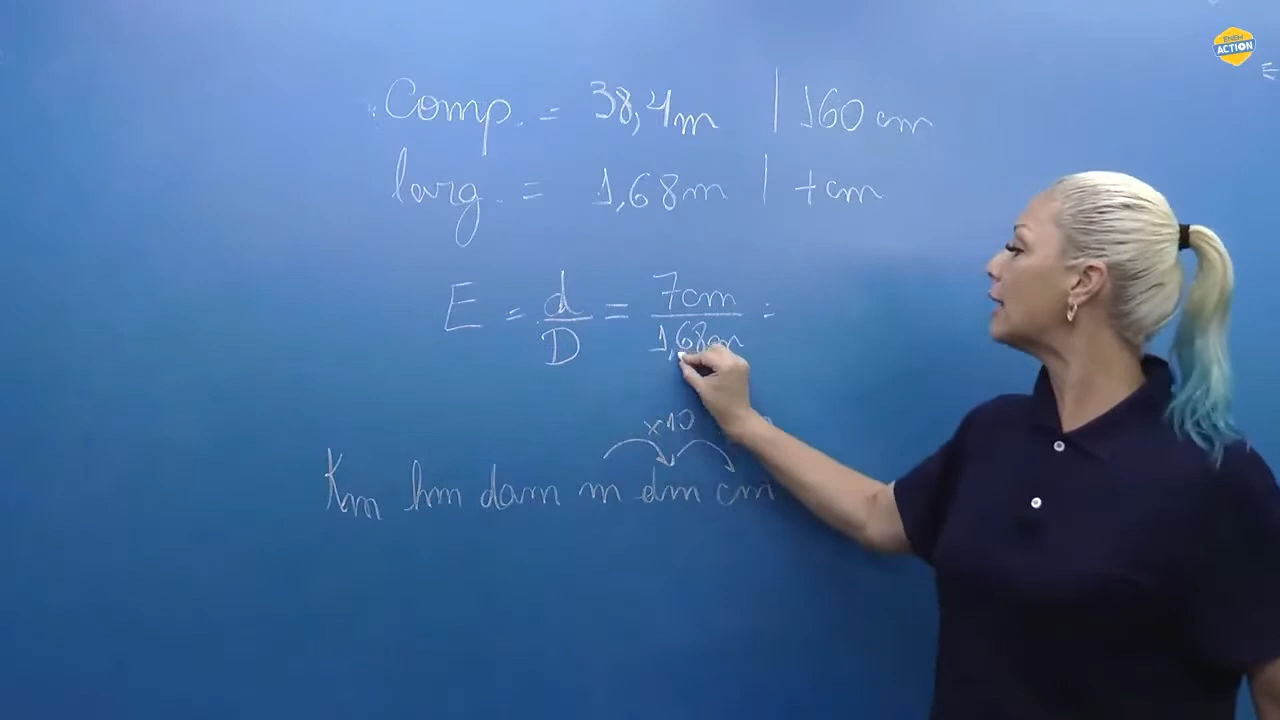 ENEM
ACTION
Comp. = 38,4m | 160 cm
larg. = 1,68m | 7cm
E = d/D = 7cm/1,68m =
x10
Km hm dam m dm cm